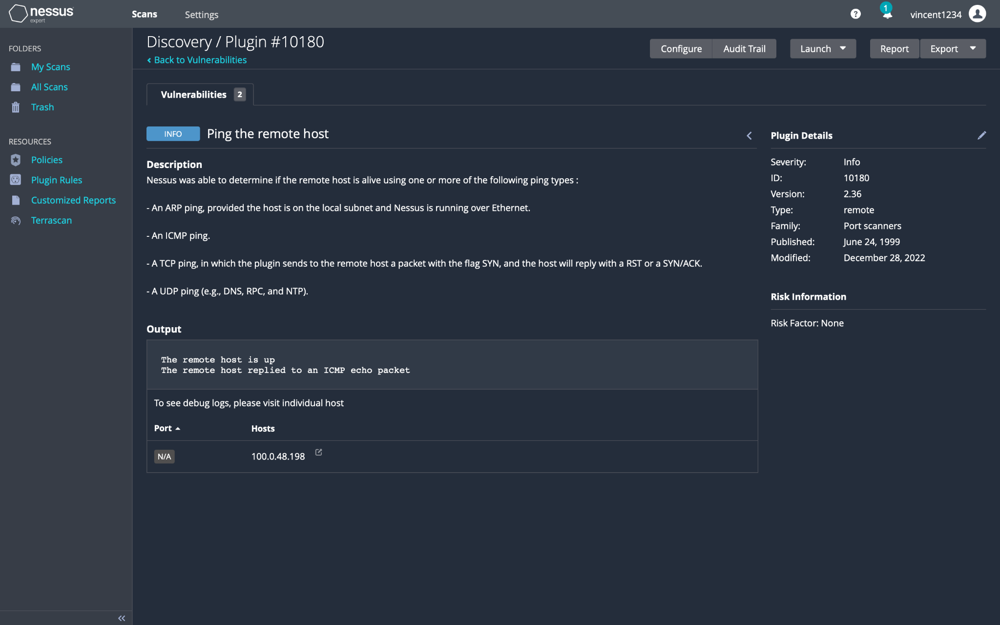 nessus
expert
Scans
Settings
?
1
vincent1234
FOLDERS
My Scans
All Scans
Trash
RESOURCES
Policies
Plugin Rules
Customized Reports
Terrascan
Discovery / Plugin #10180
Back to Vulnerabilities
Configure
Audit Trail
Launch
Report
Export
Vulnerabilities 2
INFO Ping the remote host
Description
Nessus was able to determine if the remote host is alive using one or more of the following ping types :
- An ARP ping, provided the host is on the local subnet and Nessus is running over Ethernet.
- An ICMP ping.
- A TCP ping, in which the plugin sends to the remote host a packet with the flag SYN, and the host will reply with a RST or a SYN/ACK.
- A UDP ping (e.g., DNS, RPC, and NTP).
Output
The remote host is up
The remote host replied to an ICMP echo packet
To see debug logs, please visit individual host
Port Hosts
N/A 100.0.48.198
Plugin Details
Severity: Info
ID: 10180
Version: 2.36
Type: remote
Family: Port scanners
Published: June 24, 1999
Modified: December 28, 2022
Risk Information
Risk Factor: None